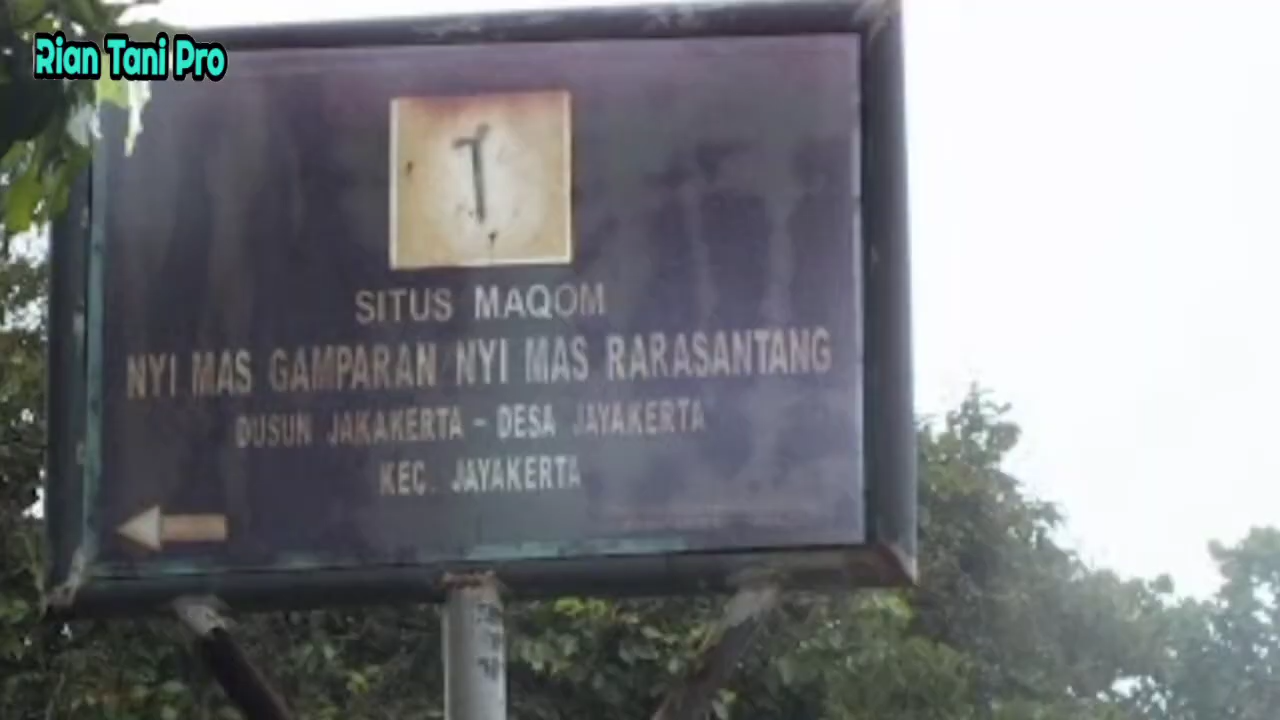 Rian Tani Pro
SITUS MAQOM
NYI MAS GAMPARAN NYI MAS RARASANTANG
DUSUN JAKAKERTA - DESA JAYAKERTA
KEC. JAYAKERTA